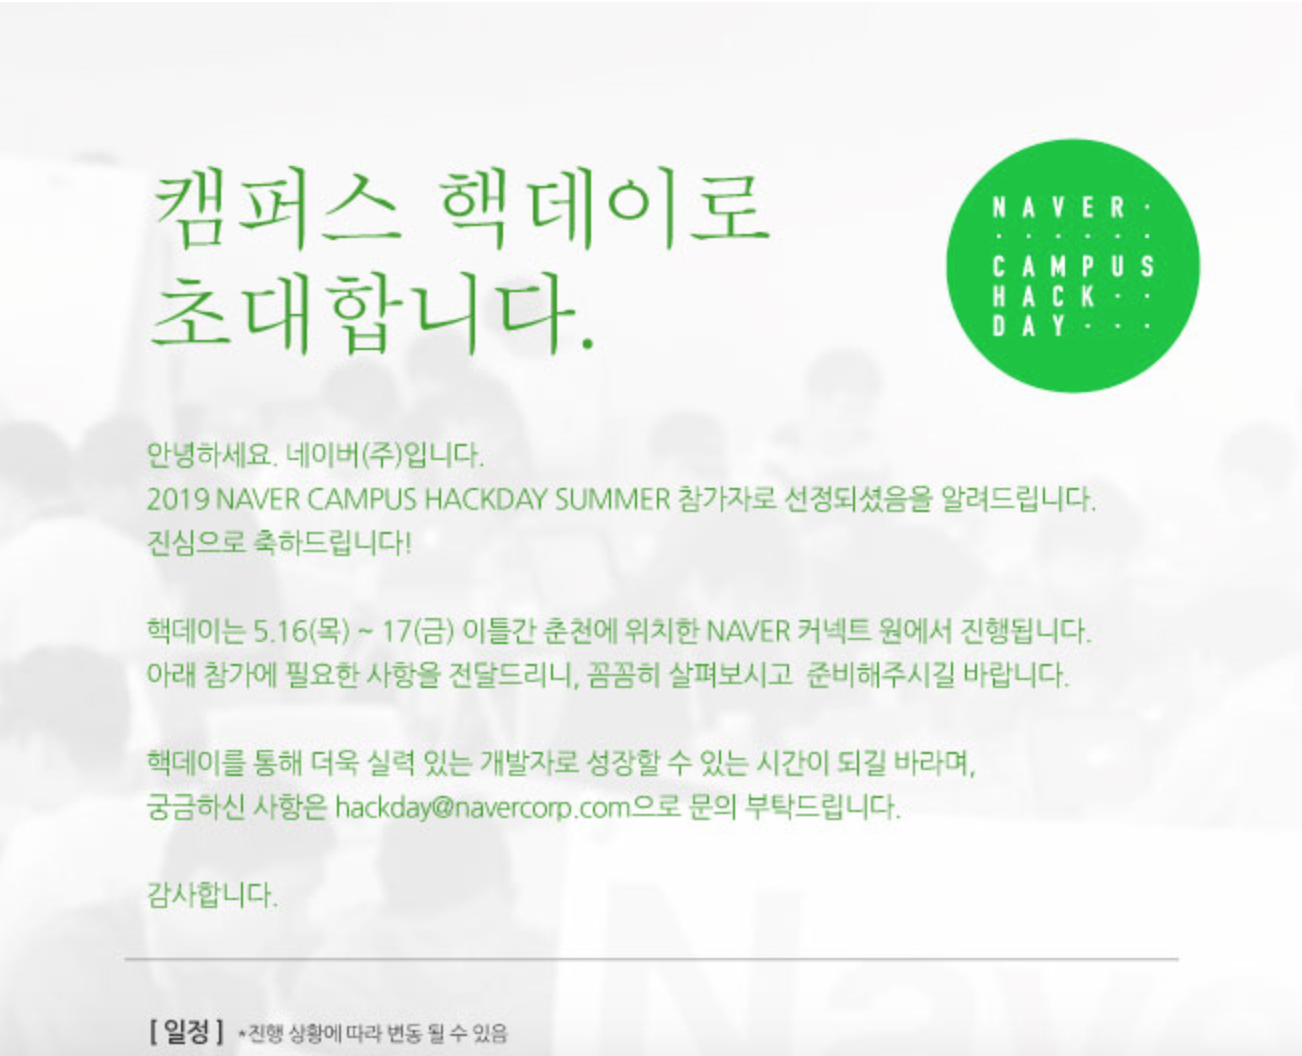 캠퍼스 핵데이로
초대합니다.
NAVER
CAMPUS
HACK
DAY
안녕하세요. 네이버(주)입니다.
2019 NAVER CAMPUS HACKDAY SUMMER 참가자로 선정되셨음을 알려드립니다.
진심으로 축하드립니다!
핵데이는 5.16(목) ~ 17(금) 이틀간 춘천에 위치한 NAVER 커넥트 원에서 진행됩니다.
아래 참가에 필요한 사항을 전달드리니, 꼼꼼히 살펴보시고 준비해주시길 바랍니다.
핵데이를 통해 더욱 실력 있는 개발자로 성장할 수 있는 시간이 되길 바라며,
궁금하신 사항은 hackday@navercorp.com으로 문의 부탁드립니다.
감사합니다.
Nave
[ 일정 ] *진행 상황에 따라 변동 될 수 있음